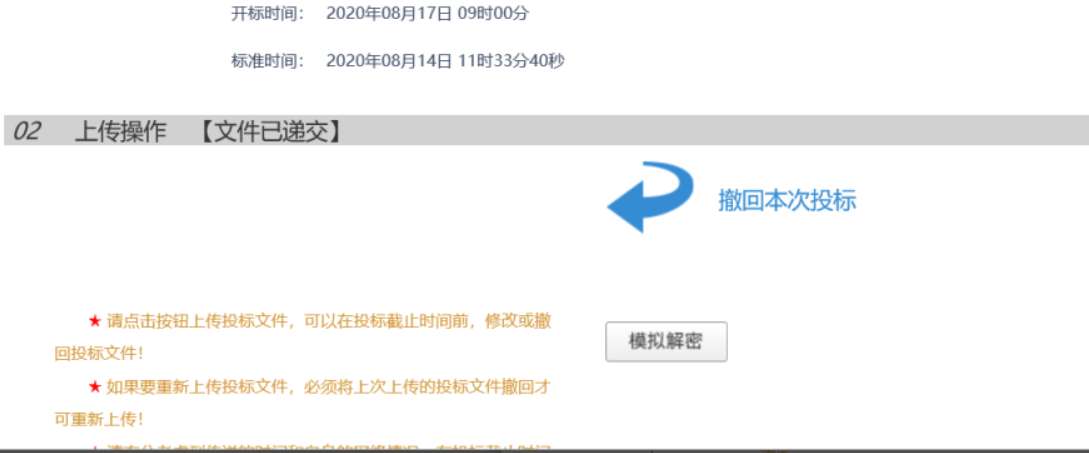 开标时间： 2020年08月17日 09时00分
标准时间： 2020年08月14日 11时33分40秒
02 上传操作 【文件已递交】
撤回本次投标
★ 请点击按钮上传投标文件，可以在投标截止时间前，修改或撤
回投标文件！
模拟解密
★ 如果要重新上传投标文件，必须将上次上传的投标文件撤回才
可重新上传！